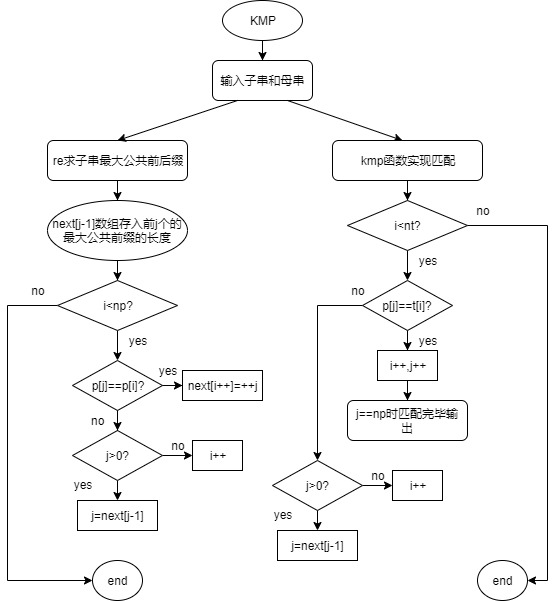 KMP
输入子串和母串
re求子串最大公共前后缀
next[j-1]数组存入前j个的
最大公共前缀的长度
i<np?
no
yes
p[j]==p[i]?
yes
next[i++]=++j
no
j>0?
no
i++
yes
j=next[j-1]
end
kmp函数实现匹配
i<nt?
no
yes
p[j]==t[i]?
no
yes
i++,j++
j==np时匹配完毕输
出
j>0?
no
i++
yes
j=next[j-1]
end